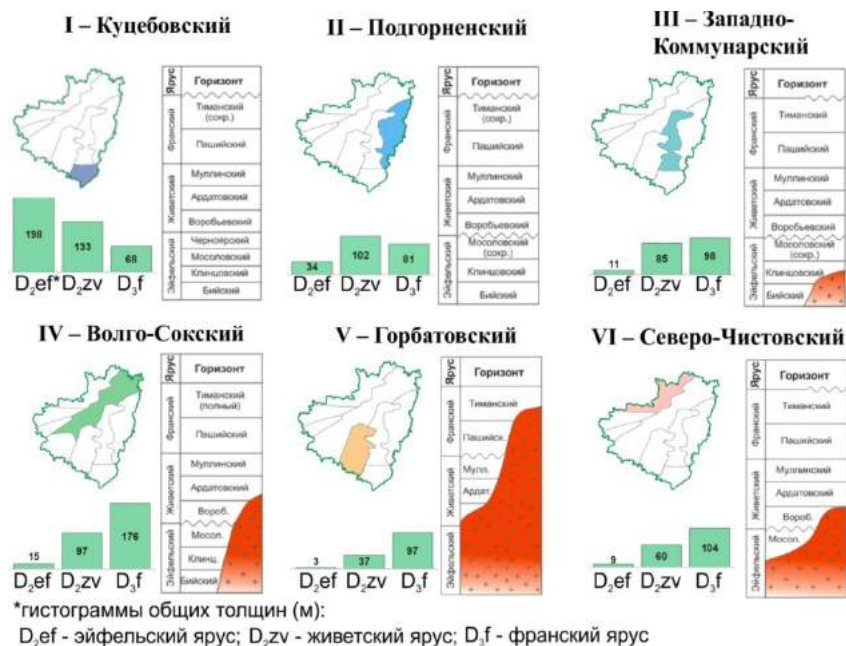 I – Куцебовский
Ярус
Горизонт
Франский
Тиманский
(сокр.)
Пашийский
Живетский
Муллинский
Ардатовский
Воробьевский
Эйфельский
Черноярский
Мосоловский
Клинцовский
Бийский
198
133
68
D₂ef* D₂zv D₃f
II – Подгорненский
Ярус
Горизонт
Франский
Тиманский
(сокр.)
Пашийский
Живетский
Муллинский
Ардатовский
Воробьевский
Эйфельский
Мосоловский
(сокр.)
Клинцовский
Бийский
34
102
81
D₂ef D₂zv D₃f
III – Западно-
Коммунарский
Ярус
Горизонт
Франский
Тиманский
Пашийский
Живетский
Муллинский
Ардатовский
Воробьевский
Эйфельский
Мосоловский
(сокр.)
Клинцовский
Бийский
11
85
98
D₂ef D₂zv D₃f
IV – Волго-Сокский
Ярус
Горизонт
Франский
Тиманский
(полный)
Пашийский
Живетский
Муллинский
Ардатовский
Вороб.
Эйфельский
Мосол.
Клинц.
Бийский
15
97
176
D₂ef D₂zv D₃f
V – Горбатовский
Ярус
Горизонт
Франский
Тиманский
Пашийск.
Живетский
Мулл.
Ардат.
Эйфельский
3
37
97
D₂ef D₂zv D₃f
VI – Северо-Чистовский
Ярус
Горизонт
Франский
Тиманский
Пашийский
Живетский
Муллинский
Ардатовский
Вороб.
Эйфельский
Мосол.
9
60
104
D₂ef D₂zv D₃f
*гистограммы общих толщин (м):
D₂ef - эйфельский ярус; D₂zv - живетский ярус; D₃f - франский ярус